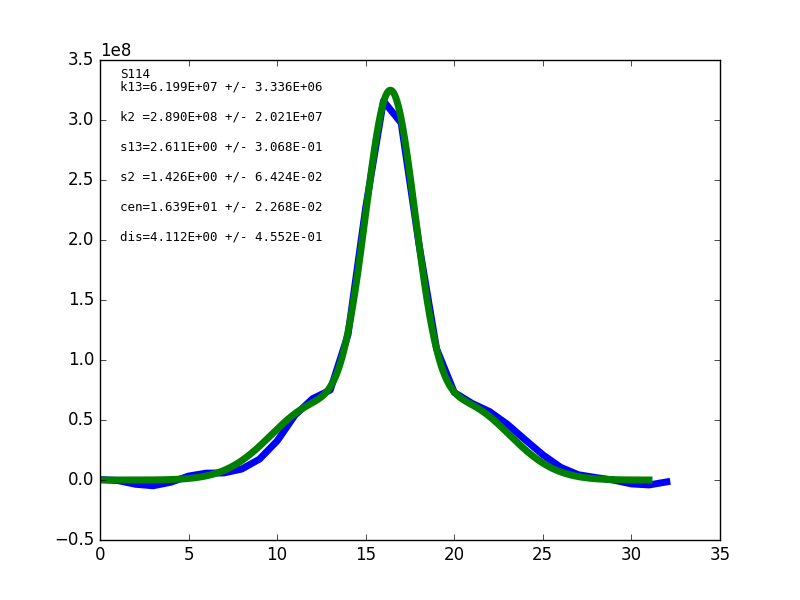 1e8
S114
k13=6.199E+07 +/- 3.336E+06
k2 =2.890E+08 +/- 2.021E+07
s13=2.611E+00 +/- 3.068E-01
s2 =1.426E+00 +/- 6.424E-02
cen=1.639E+01 +/- 2.268E-02
dis=4.112E+00 +/- 4.552E-01
3.5
3.0
2.5
2.0
1.5
1.0
0.5
0.0
−0.5
0 5 10 15 20 25 30 35